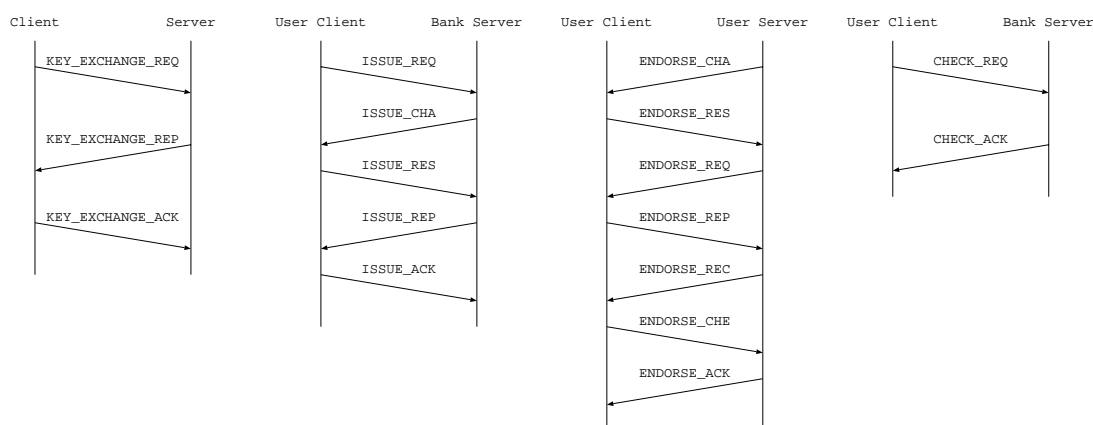 Client Server
KEY_EXCHANGE_REQ
KEY_EXCHANGE_REP
KEY_EXCHANGE_ACK
User Client Bank Server
ISSUE_REQ
ISSUE_CHA
ISSUE_RES
ISSUE_REP
ISSUE_ACK
User Client User Server
ENDORSE_CHA
ENDORSE_RES
ENDORSE_REQ
ENDORSE_REP
ENDORSE_REC
ENDORSE_CHE
ENDORSE_ACK
User Client Bank Server
CHECK_REQ
CHECK_ACK